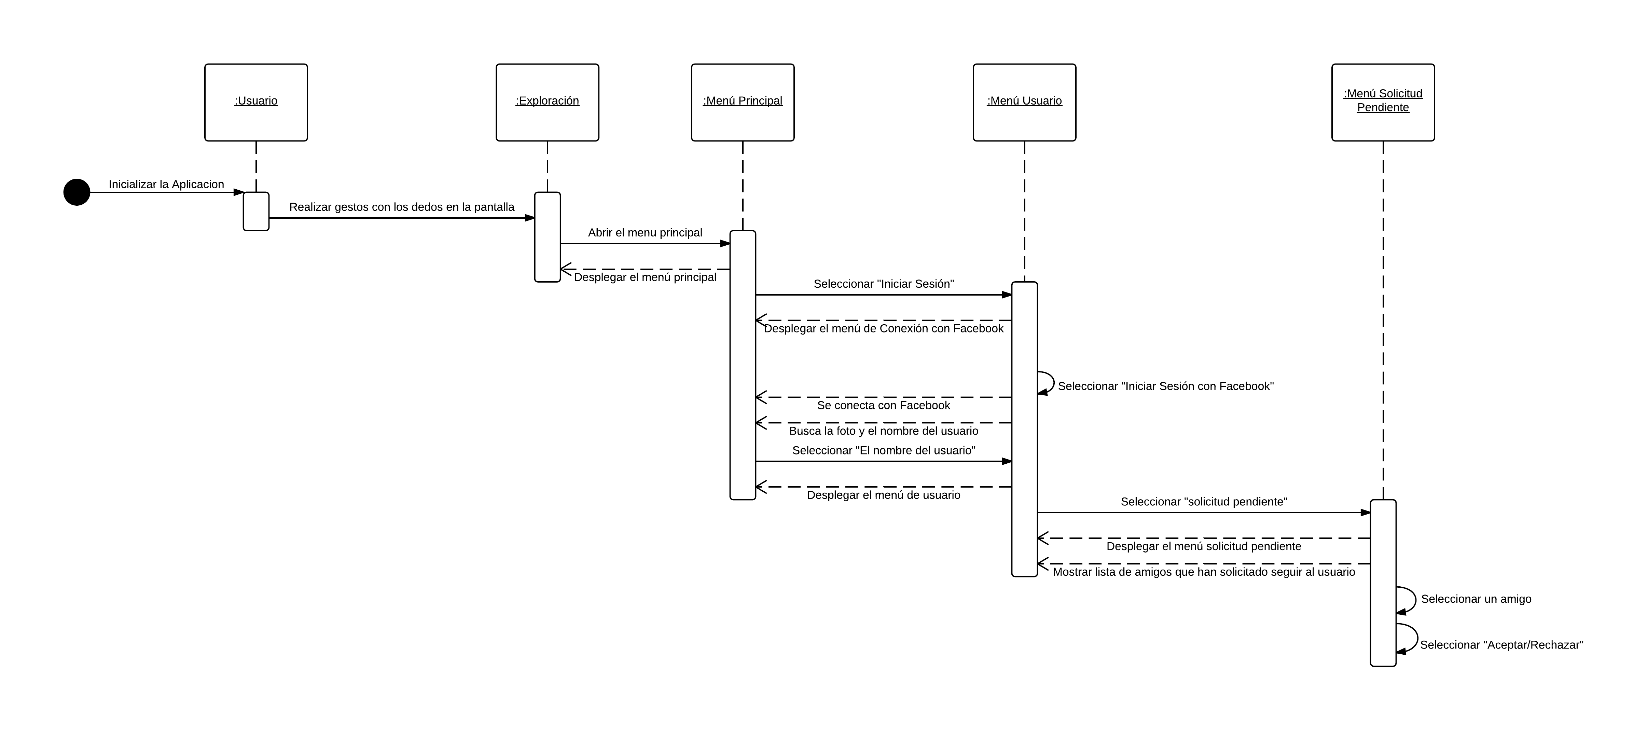 :Usuario
:Exploración
:Menú Principal
:Menú Usuario
:Menú Solicitud
Pendiente
Inicializar la Aplicacion
Realizar gestos con los dedos en la pantalla
Abrir el menu principal
Desplegar el menú principal
Seleccionar "Iniciar Sesión"
Desplegar el menú de Conexión con Facebook
Seleccionar "Iniciar Sesión con Facebook"
Se conecta con Facebook
Busca la foto y el nombre del usuario
Seleccionar "El nombre del usuario"
Desplegar el menú de usuario
Seleccionar "solicitud pendiente"
Desplegar el menú solicitud pendiente
Mostrar lista de amigos que han solicitado seguir al usuario
Seleccionar un amigo
Seleccionar "Aceptar/Rechazar"